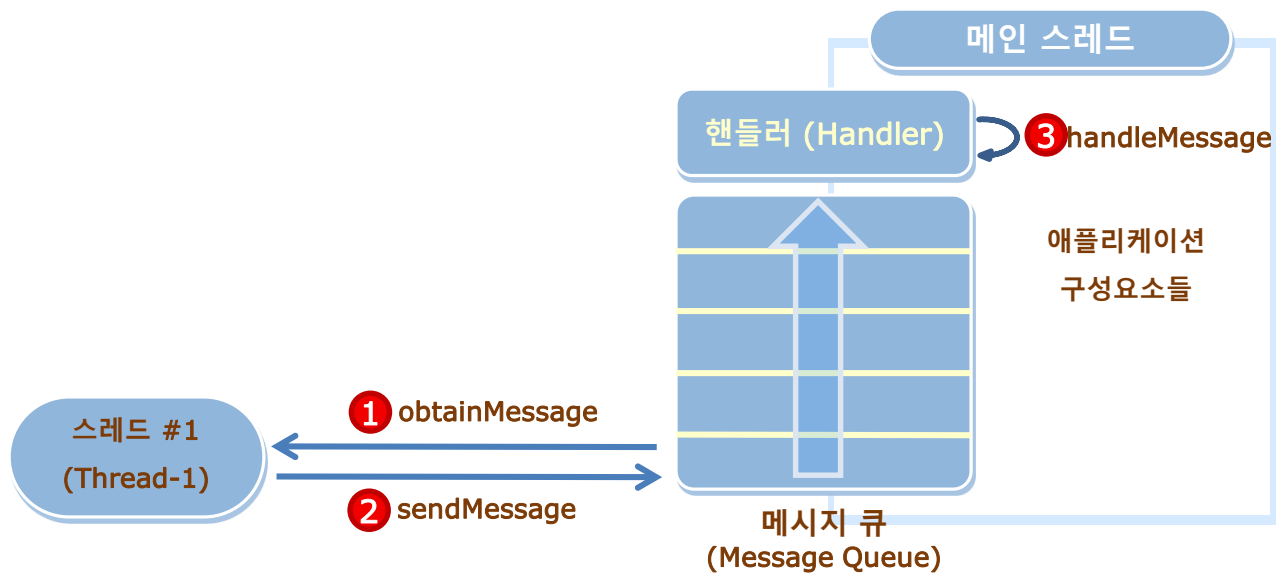 메인 스레드
핸들러 (Handler)
3 handleMessage
애플리케이션
구성요소들
1 obtainMessage
스레드 #1
(Thread-1)
2 sendMessage
메시지 큐
(Message Queue)